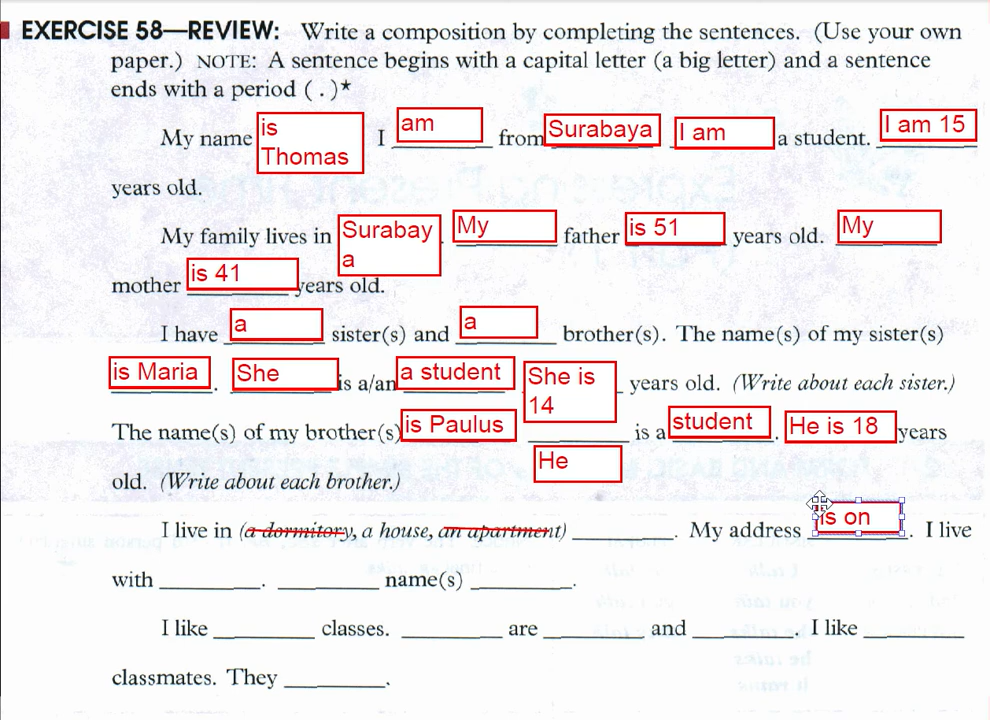 EXERCISE 58—REVIEW: Write a composition by completing the sentences. (Use your own
paper.) NOTE: A sentence begins with a capital letter (a big letter) and a sentence
ends with a period ( . )*
My name is Thomas I am from Surabaya I am a student. I am 15
years old.
My family lives in Surabaya. My father is 51 years old. My
mother is 41 years old.
I have a sister(s) and a brother(s). The name(s) of my sister(s)
is Maria. She is a/an a student She is 14 years old. (Write about each sister.)
The name(s) of my brother(s) is Paulus He is a student. He is 18 years
old. (Write about each brother.)
I live in (a dormitory, a house, an apartment) ________. My address is on. I live
with ________. ________ name(s) ________.
I like ________ classes. ________ are ________ and ________. I like ________
classmates. They ________.